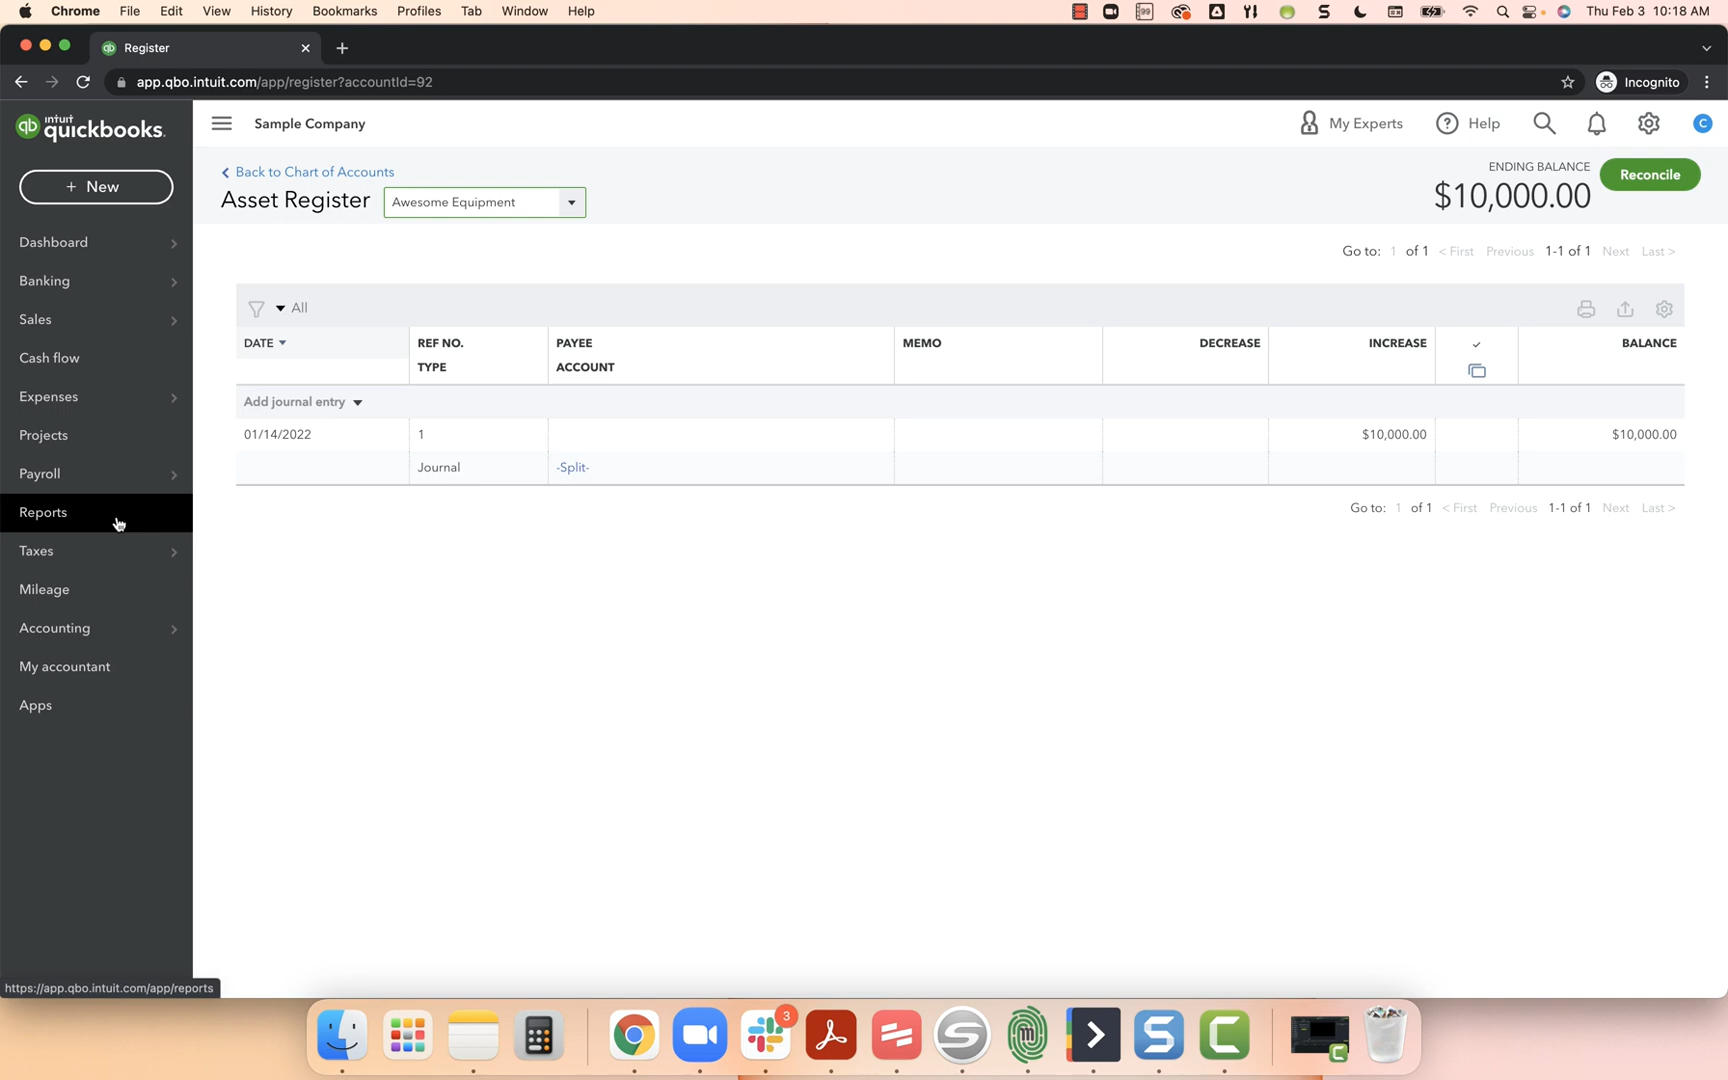 Chrome File Edit View History Bookmarks Profiles Tab Window Help Thu Feb 3 10:18 AM
Register
app.qbo.intuit.com/app/register?accountId=92
Incognito
intuit quickbooks.
Sample Company
My Experts
Help
C
+ New
Dashboard
Banking
Sales
Cash flow
Expenses
Projects
Payroll
Reports
Taxes
Mileage
Accounting
My accountant
Apps
Back to Chart of Accounts
Asset Register
Awesome Equipment
ENDING BALANCE
$10,000.00
Reconcile
Go to: 1 of 1 < First Previous 1-1 of 1 Next Last >
All
DATE REF NO. PAYEE MEMO DECREASE INCREASE BALANCE
TYPE ACCOUNT
Add journal entry
01/14/2022 1 $10,000.00 $10,000.00
Journal -Split-
Go to: 1 of 1 < First Previous 1-1 of 1 Next Last >
https://app.qbo.intuit.com/app/reports
3